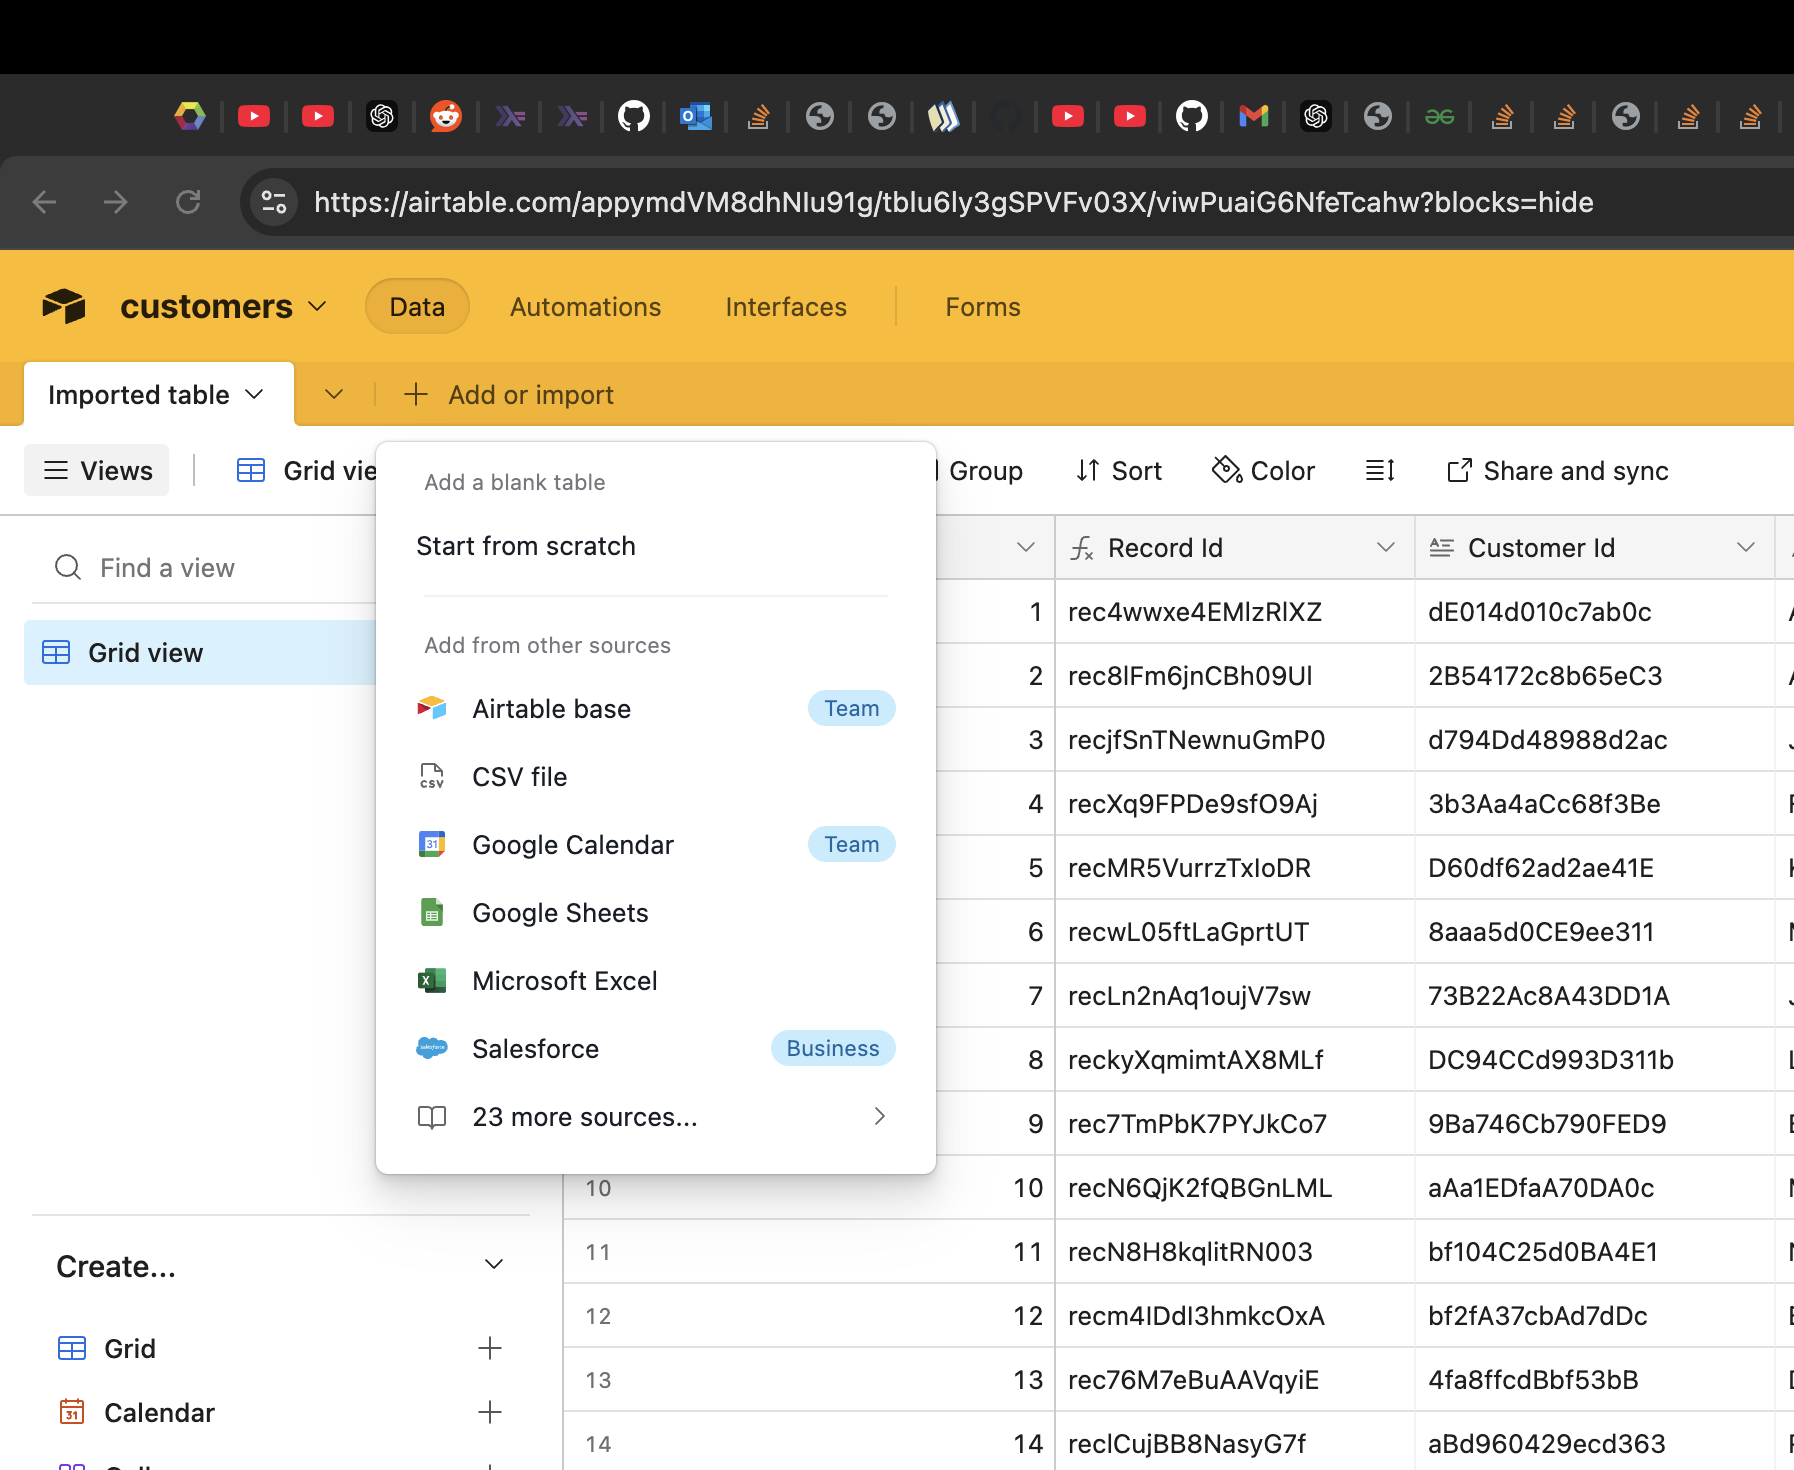 https://airtable.com/appymdVM8dhNIu91g/tblu6ly3gSPVFv03X/viwPuaiG6NfeTcahw?blocks=hide
customers Data Automations Interfaces Forms
Imported table Add or import
Views Grid vie Group Sort Color Share and sync
Add a blank table
Start from scratch
Add from other sources
Airtable base Team
CSV file
Google Calendar Team
Google Sheets
Microsoft Excel
Salesforce Business
23 more sources...
Find a view
Grid view
Create...
Grid
Calendar
Record Id Customer Id
1 rec4wwxe4EMlzRlXZ dE014d010c7ab0c
2 rec8lFm6jnCBh09Ul 2B54172c8b65eC3
3 recjfSnTNewnuGmP0 d794Dd48988d2ac
4 recXq9FPDe9sfO9Aj 3b3Aa4aCc68f3Be
5 recMR5VurrzTxIoDR D60df62ad2ae41E
6 recwL05ftLaGprtUT 8aaa5d0CE9ee311
7 recLn2nAq1oujV7sw 73B22Ac8A43DD1A
8 reckyXqmimtAX8MLf DC94CCd993D311b
9 rec7TmPbK7PYJkCo7 9Ba746Cb790FED9
10 10 recN6QjK2fQBGnLML aAa1EDfaA70DA0c
11 11 recN8H8kqlitRN003 bf104C25d0BA4E1
12 12 recm4IDdI3hmkcOxA bf2fA37cbAd7dDc
13 13 rec76M7eBuAAVqyiE 4fa8ffcdBbf53bB
14 14 reclCujBB8NasyG7f aBd960429ecd363